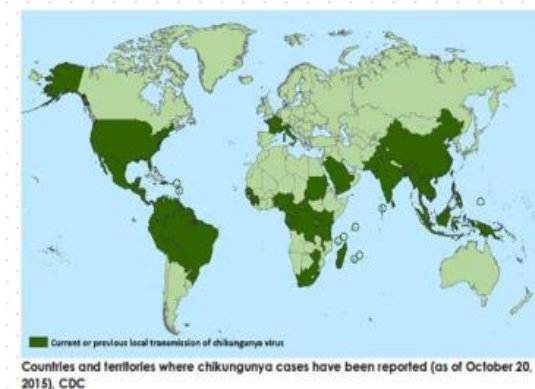 Current or previous local transmission of chikungunya virus
Countries and territories where chikungunya cases have been reported (as of October 20,
2015), CDC